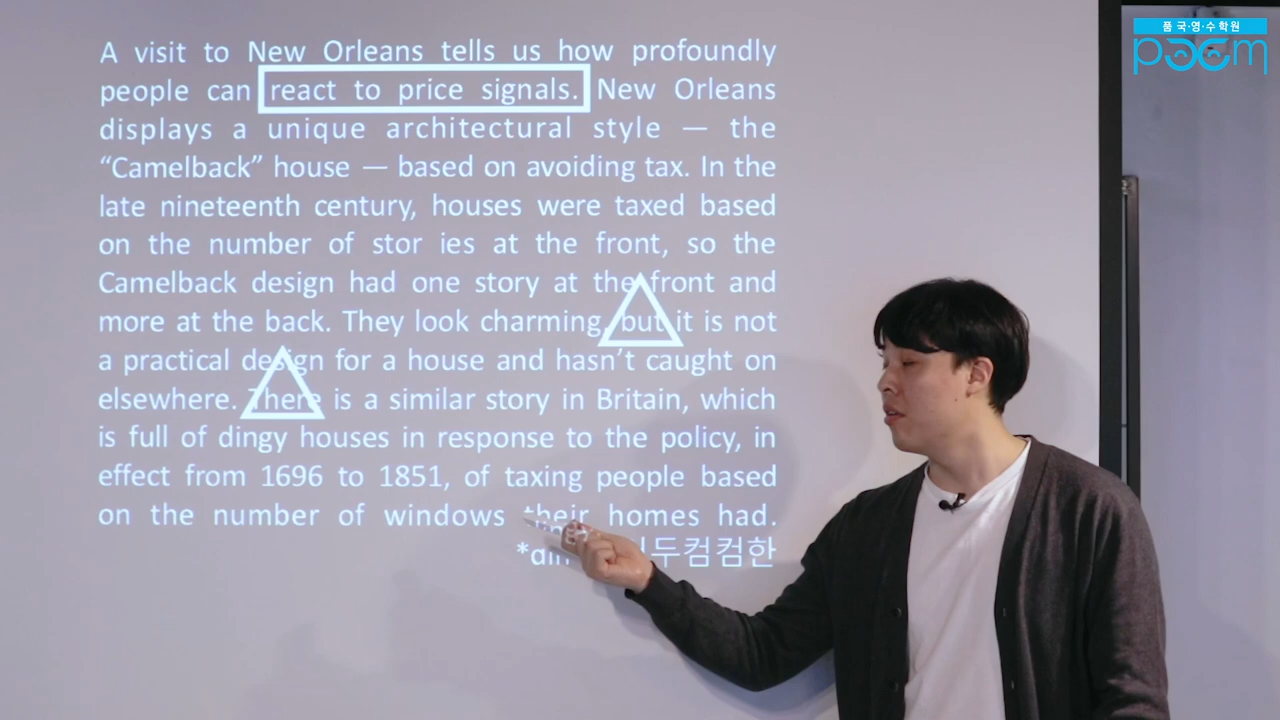 A visit to New Orleans tells us how profoundly
people can react to price signals. New Orleans
displays a unique architectural style — the
“Camelback” house — based on avoiding tax. In the
late nineteenth century, houses were taxed based
on the number of stor ies at the front, so the
Camelback design had one story at the front and
more at the back. They look charming, but it is not
a practical design for a house and hasn’t caught on
elsewhere. There is a similar story in Britain, which
is full of dingy houses in response to the policy, in
effect from 1696 to 1851, of taxing people based
on the number of windows their homes had.
두컴컴한
품 국·영·수 학원
poem